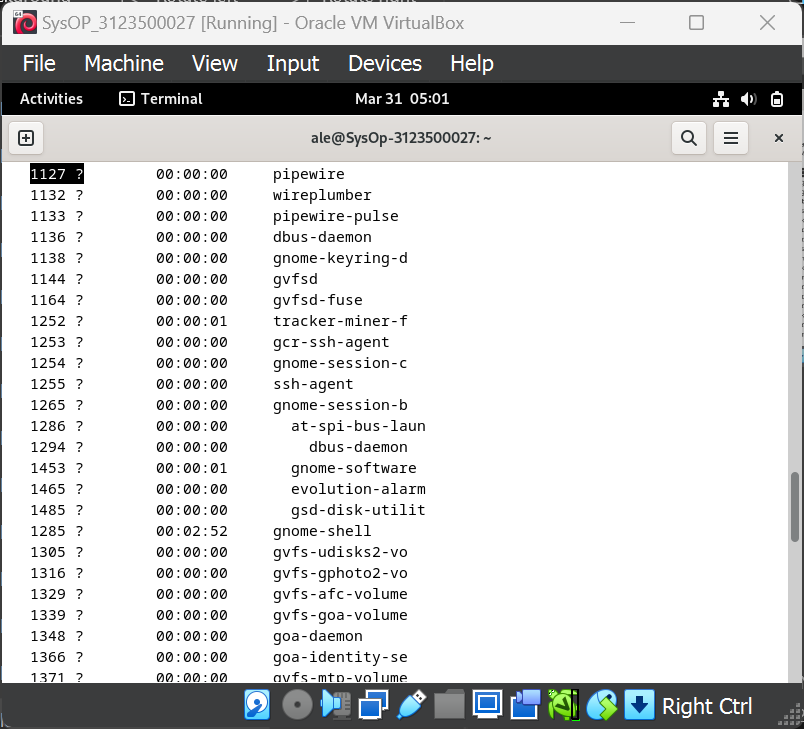 SysOP_3123500027 [Running] - Oracle VM VirtualBox
File Machine View Input Devices Help
Activities Terminal Mar 31 05:01
ale@SysOp-3123500027: ~
1127 ? 00:00:00 pipewire
1132 ? 00:00:00 wireplumber
1133 ? 00:00:00 pipewire-pulse
1136 ? 00:00:00 dbus-daemon
1138 ? 00:00:00 gnome-keyring-d
1144 ? 00:00:00 gvfsd
1164 ? 00:00:00 gvfsd-fuse
1252 ? 00:00:01 tracker-miner-f
1253 ? 00:00:00 gcr-ssh-agent
1254 ? 00:00:00 gnome-session-c
1255 ? 00:00:00 ssh-agent
1265 ? 00:00:00 gnome-session-b
1286 ? 00:00:00 at-spi-bus-laun
1294 ? 00:00:00 dbus-daemon
1453 ? 00:00:01 gnome-software
1465 ? 00:00:00 evolution-alarm
1485 ? 00:00:00 gsd-disk-utilit
1285 ? 00:02:52 gnome-shell
1305 ? 00:00:00 gvfs-udisks2-vo
1316 ? 00:00:00 gvfs-gphoto2-vo
1329 ? 00:00:00 gvfs-afc-volume
1339 ? 00:00:00 gvfs-goa-volume
1348 ? 00:00:00 goa-daemon
1366 ? 00:00:00 goa-identity-se
1371 ? 00:00:00 gvfs-mtp-volume
Right Ctrl